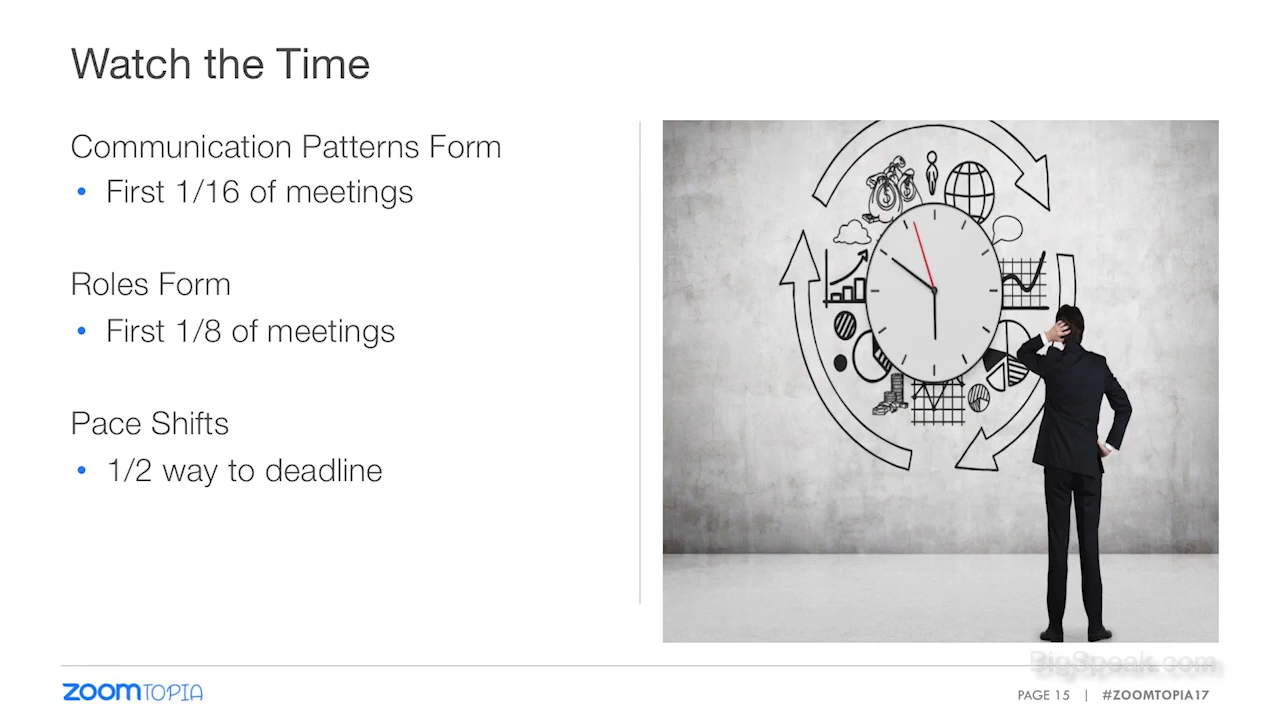 Watch the Time
Communication Patterns Form
• First 1/16 of meetings
Roles Form
• First 1/8 of meetings
Pace Shifts
• 1/2 way to deadline
BigSpeak.com
zoomTOPIA
PAGE 15 | #ZOOMTOPIA17